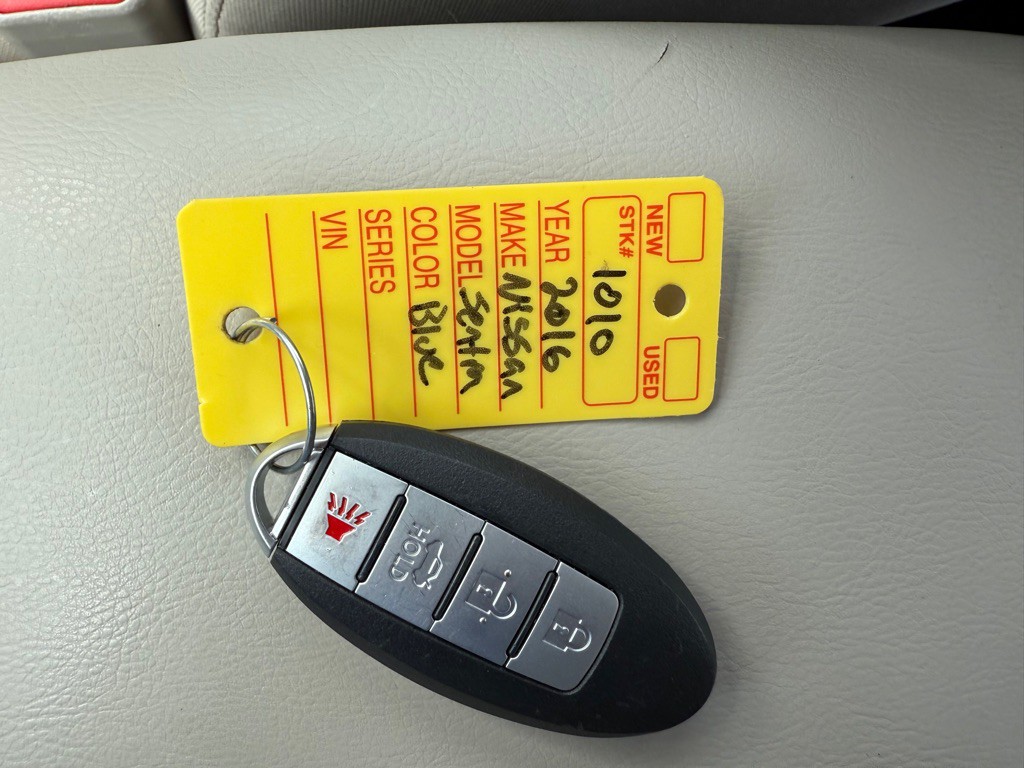 NEW
USED
STK# 1010
YEAR 2016
MAKE Nissan
MODEL Sentra
COLOR Blue
SERIES
VIN
HOLD